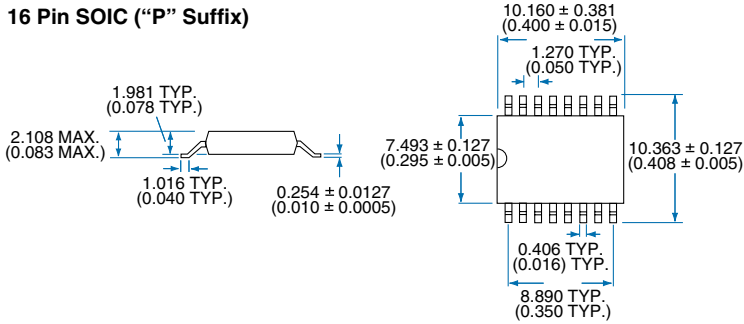 16 Pin SOIC (“P” Suffix)
10.160 ± 0.381
(0.400 ± 0.015)
1.270 TYP.
(0.050 TYP.)
1.981 TYP.
(0.078 TYP.)
2.108 MAX.
(0.083 MAX.)
7.493 ± 0.127
(0.295 ± 0.005)
10.363 ± 0.127
(0.408 ± 0.005)
1.016 TYP.
(0.040 TYP.)
0.254 ± 0.0127
(0.010 ± 0.0005)
0.406 TYP.
(0.016) TYP.
8.890 TYP.
(0.350 TYP.)